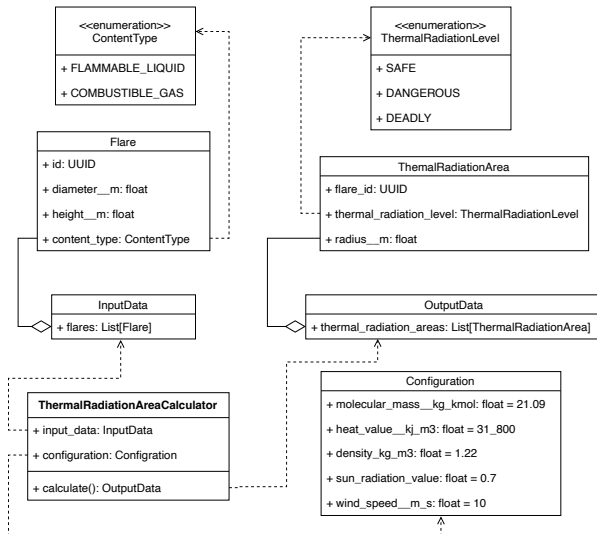 <<enumeration>>
ContentType
+ FLAMMABLE_LIQUID
+ COMBUSTIBLE_GAS
<<enumeration>>
ThermalRadiationLevel
+ SAFE
+ DANGEROUS
+ DEADLY
Flare
+ id: UUID
+ diameter__m: float
+ height__m: float
+ content_type: ContentType
ThemalRadiationArea
+ flare_id: UUID
+ thermal_radiation_level: ThermalRadiationLevel
+ radius__m: float
InputData
+ flares: List[Flare]
OutputData
+ thermal_radiation_areas: List[ThermalRadiationArea]
ThermalRadiationAreaCalculator
+ input_data: InputData
+ configuration: Configration
+ calculate(): OutputData
Configuration
+ molecular_mass__kg_kmol: float = 21.09
+ heat_value__kj_m3: float = 31_800
+ density_kg_m3: float = 1.22
+ sun_radiation_value: float = 0.7
+ wind_speed__m_s: float = 10